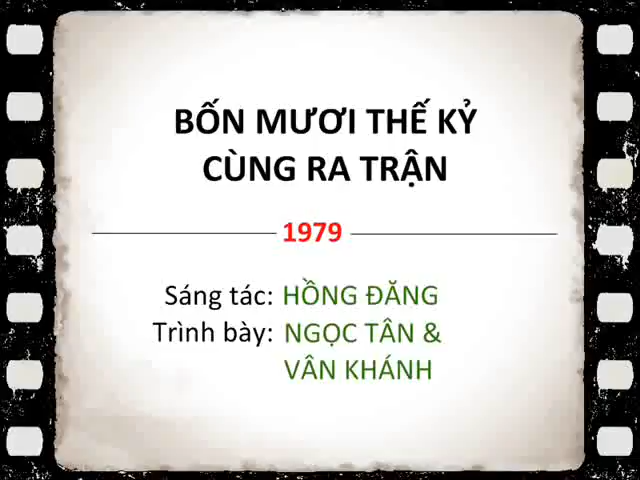 BỐN MƯƠI THẾ KỶ
CÙNG RA TRẬN
1979
Sáng tác: HỒNG ĐĂNG
Trình bày: NGỌC TÂN &
VÂN KHÁNH